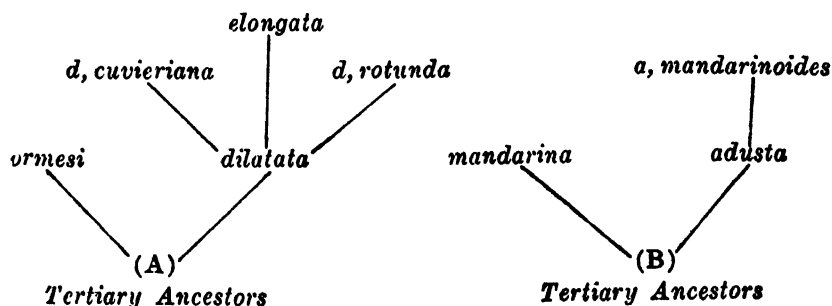 elongata
d, cuvieriana d, rotunda a, mandarinoides
vrmesi dilatata mandarina adusta
(A) (B)
Tertiary Ancestors Tertiary Ancestors